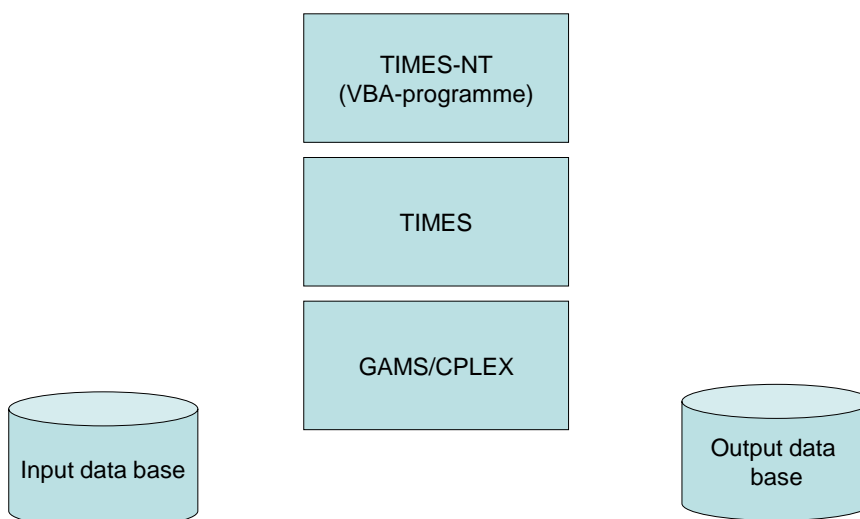 TIMES-NT
(VBA-programme)
TIMES
GAMS/CPLEX
Input data base
Output data
base